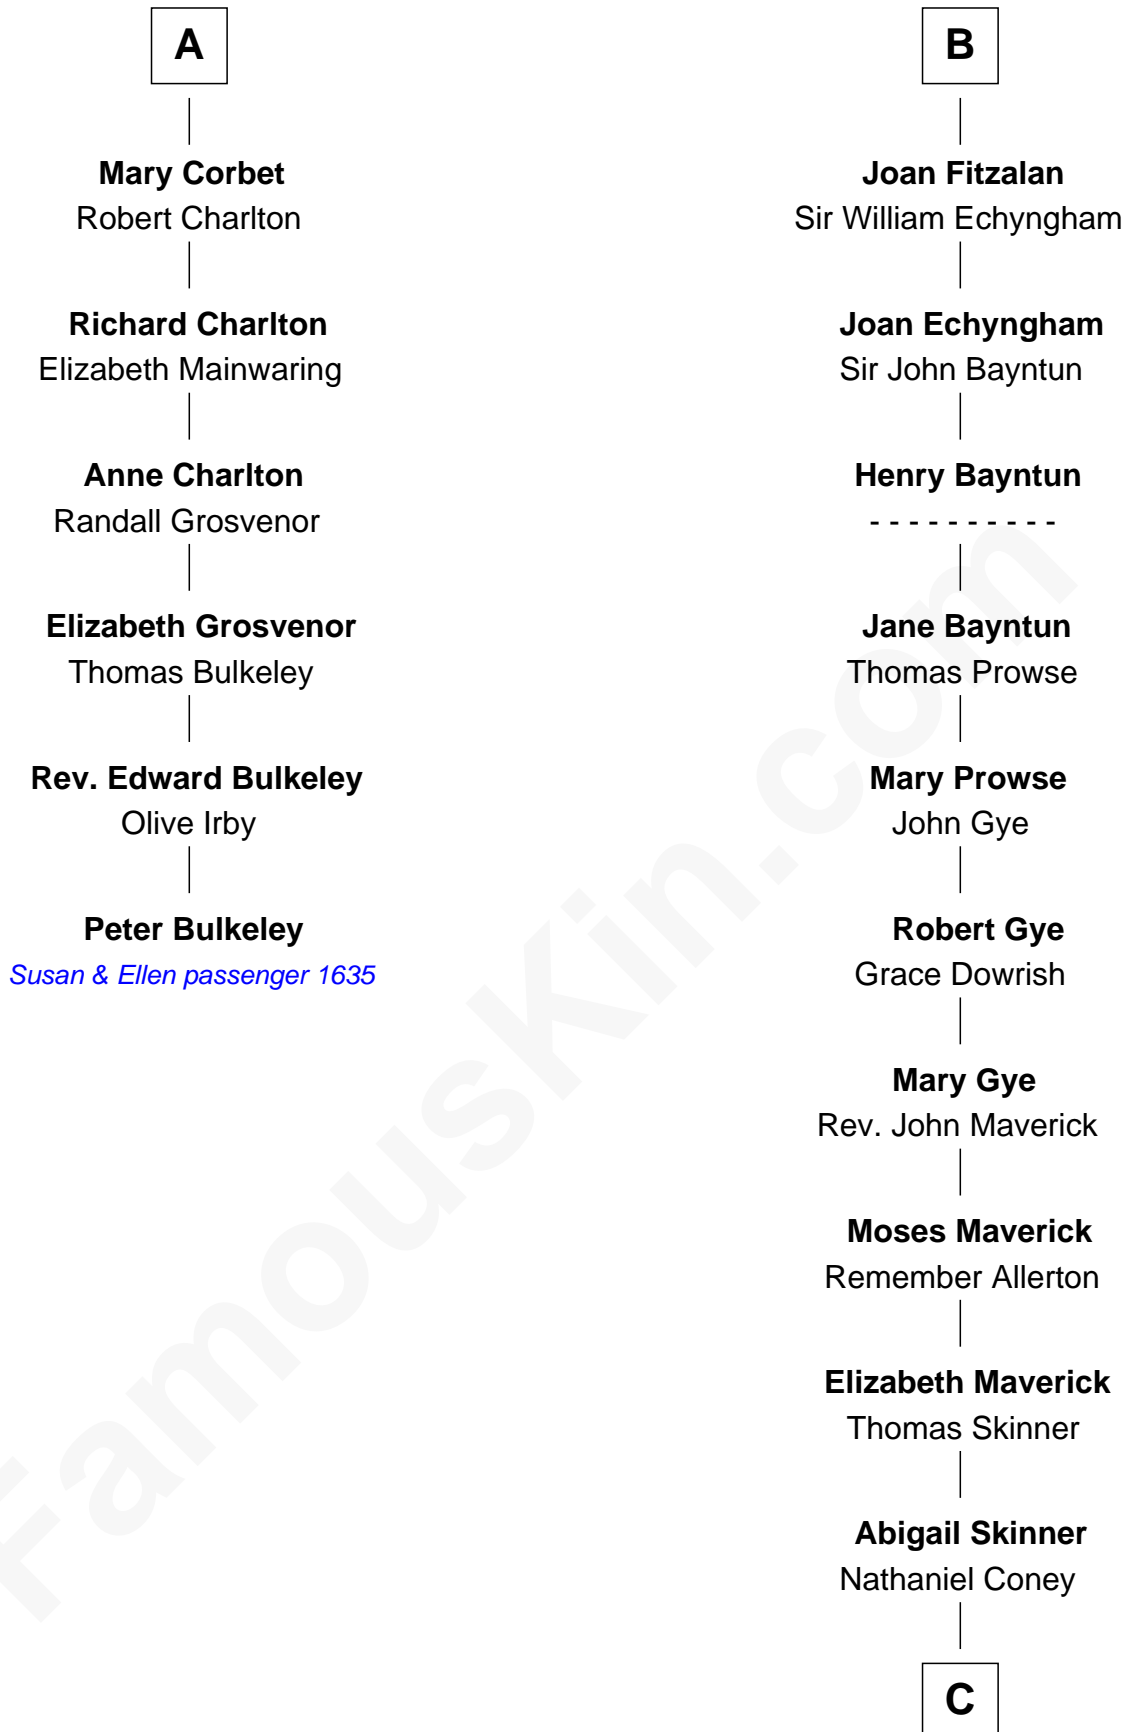 A
Mary Corbet
Robert Charlton
Richard Charlton
Elizabeth Mainwaring
Anne Charlton
Randall Grosvenor
Elizabeth Grosvenor
Thomas Bulkeley
Rev. Edward Bulkeley
Olive Irby
Peter Bulkeley
Susan & Ellen passenger 1635
B
Joan Fitzalan
Sir William Echyngham
Joan Echyngham
Sir John Bayntun
Henry Bayntun
- - - - - - - - - -
Jane Bayntun
Thomas Prowse
Mary Prowse
John Gye
Robert Gye
Grace Dowrish
Mary Gye
Rev. John Maverick
Moses Maverick
Remember Allerton
Elizabeth Maverick
Thomas Skinner
Abigail Skinner
Nathaniel Coney
C
FamousKin.com